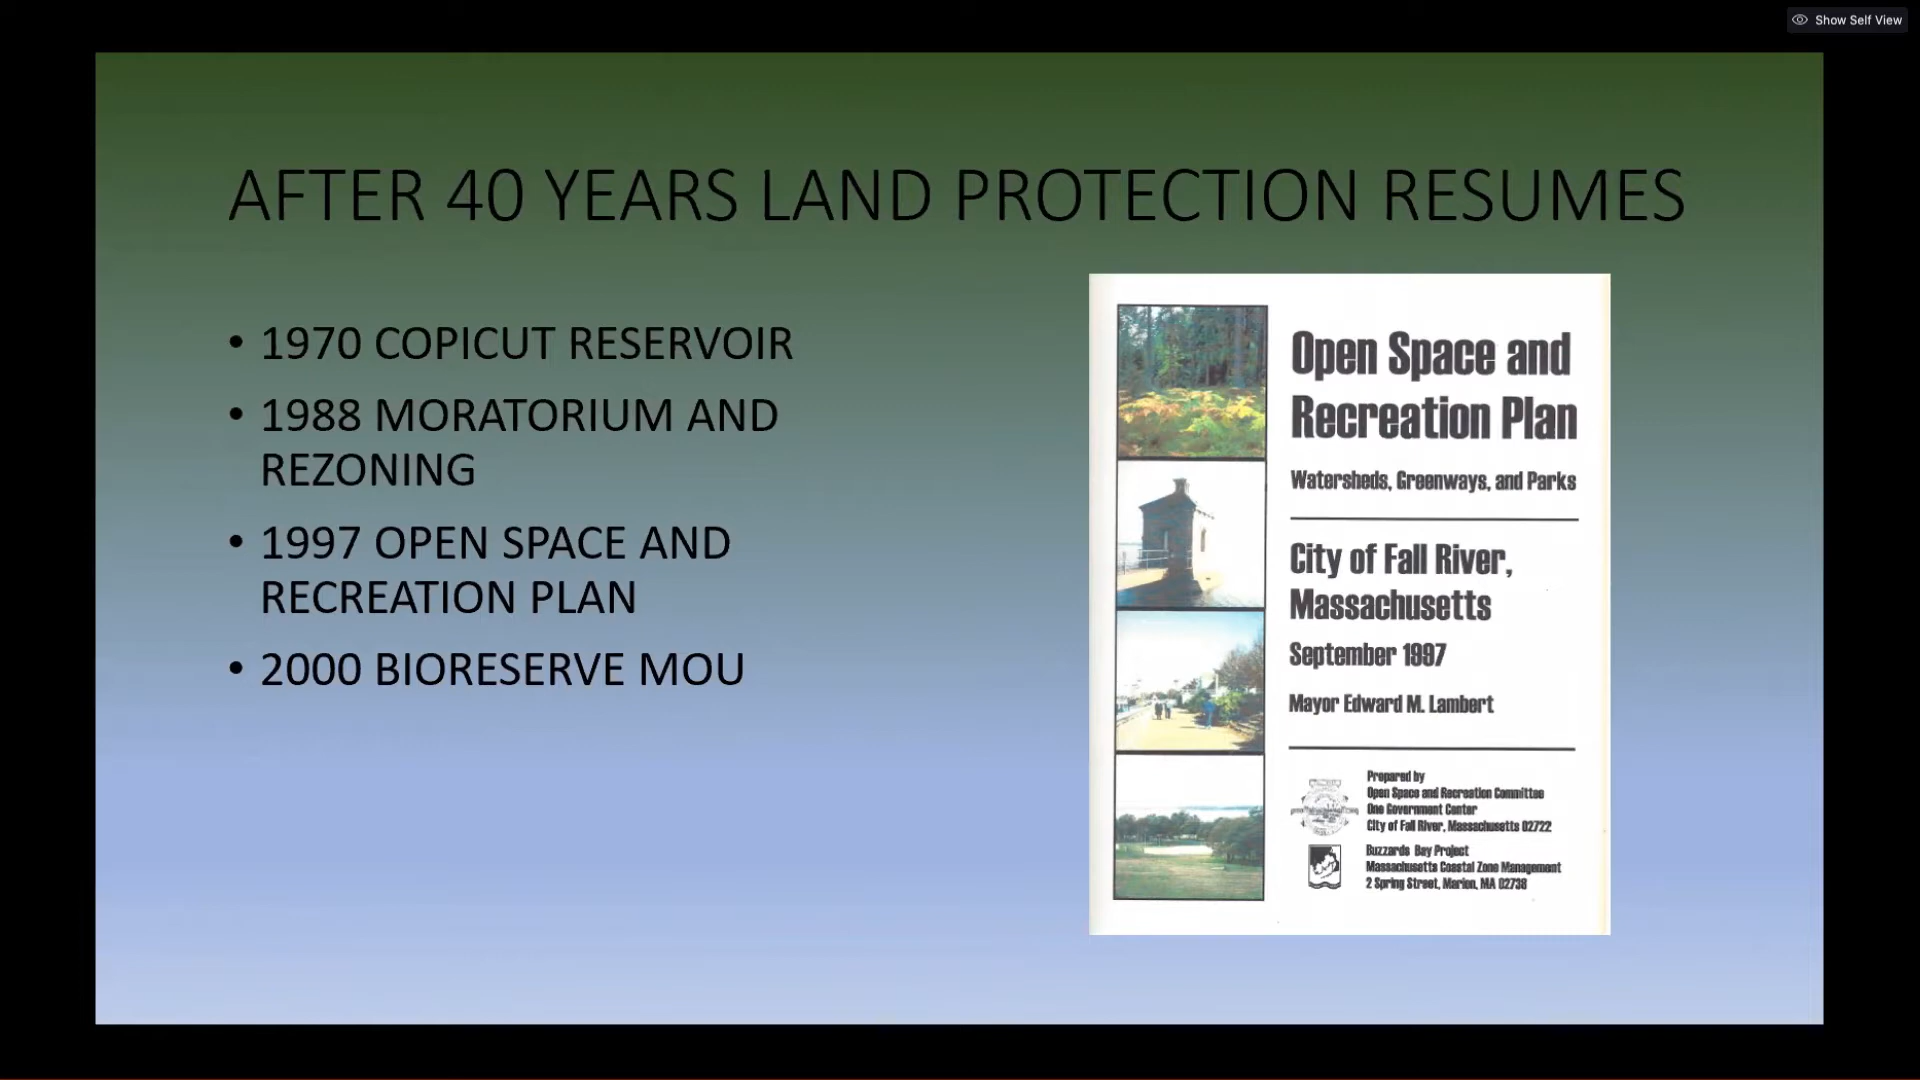 Show Self View
AFTER 40 YEARS LAND PROTECTION RESUMES
• 1970 COPICUT RESERVOIR
• 1988 MORATORIUM AND
REZONING
• 1997 OPEN SPACE AND
RECREATION PLAN
• 2000 BIORESERVE MOU
Open Space and
Recreation Plan
Watersheds, Greenways, and Parks
City of Fall River,
Massachusetts
September 1997
Mayor Edward M. Lambert
Prepared by
Open Space and Recreation Committee
One Government Center
City of Fall River, Massachusetts 02722
Buzzards Bay Project
Massachusetts Coastal Zone Management
2 Spring Street, Marion, MA 02738